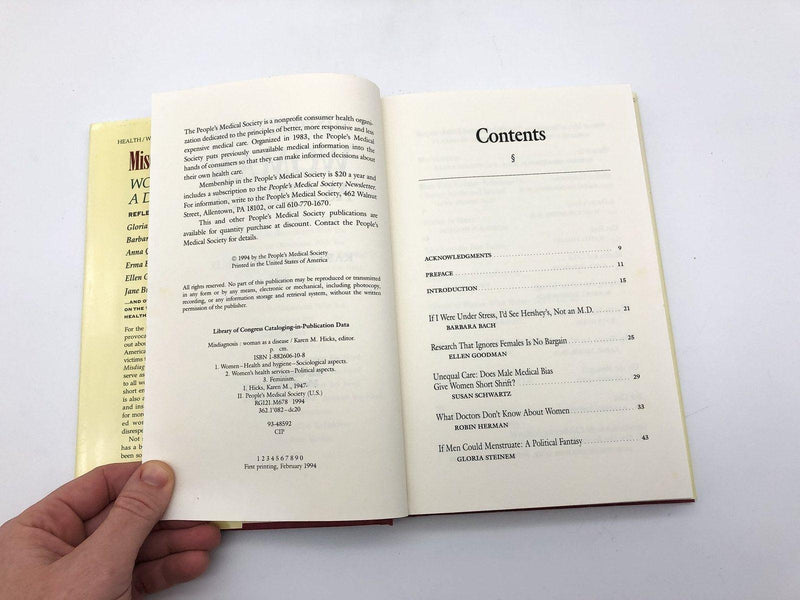 HEALTH/W
Mis
WO
A D
REFLE
Gloria
Barbar
Anna Q
Erma B
Ellen G
Jane Br
...AND O
ON THE
HEALTH
For the
provoca
out abou
America
victims
Misdiag
serve as
to all w
short en
is also a
and ins
for more
ed wom
disrespe
Not s
has a b
been so
The People's Medical Society is a nonprofit consumer health organi-
nation dedicated to the principles of better, more responsive and less
expensive medical care. Organized in 1983, the People's Medical
Society puts previously unavailable medical information into the
hands of consumers so that they can make informed decisions about
their own health care.
Membership in the People's Medical Society is $20 a year and
includes a subscription to the People's Medical Society Newsletter.
For information, write to the People's Medical Society, 462 Walnut
Street, Allentown, PA 18102, or call 610-770-1670.
This and other People's Medical Society publications are
available for quantity purchase at discount. Contact the People's
Medical Society for details.
© 1994 by the People's Medical Society
Printed in the United States of America
All rights reserved. No part of this publication may be reproduced or transmitted
in any form or by any means, electronic or mechanical, including photocopy,
recording, or any information storage and retrieval system, without the written
permission of the publisher.
Library of Congress Cataloging-in-Publication Data
Misdiagnosis : woman as a disease / Karen M. Hicks, editor.
p. cm.
ISBN 1-882606-10-8
1. Women—Health and hygiene—Sociological aspects.
2. Women's health services—Political aspects.
3. Feminism.
I. Hicks, Karen M., 1947-
II. People's Medical Society (U.S.)
RG121.M678 1994
362.1'082–dc20
93-48592
CIP
1 2 3 4 5 6 7 8 9 0
First printing, February 1994
Contents
§
ACKNOWLEDGMENTS 9
PREFACE 11
INTRODUCTION 15
If I Were Under Stress, I'd See Hershey's, Not an M.D. 21
BARBARA BACH
Research That Ignores Females Is No Bargain 25
ELLEN GOODMAN
Unequal Care: Does Male Medical Bias
Give Women Short Shrift? 29
SUSAN SCHWARTZ
What Doctors Don't Know About Women 33
ROBIN HERMAN
If Men Could Menstruate: A Political Fantasy 43
GLORIA STEINEM